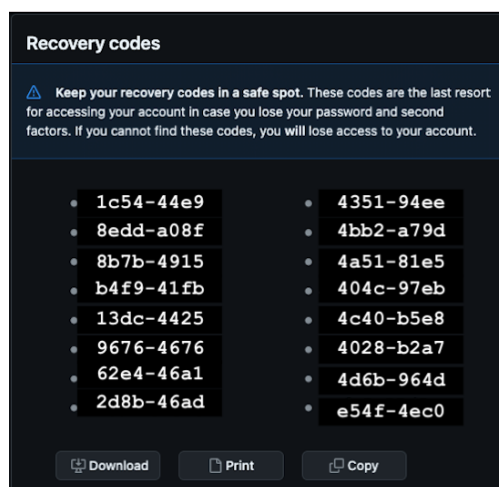 Recovery codes
Keep your recovery codes in a safe spot. These codes are the last resort
for accessing your account in case you lose your password and second
factors. If you cannot find these codes, you will lose access to your account.
1c54-44e9
8edd-a08f
8b7b-4915
b4f9-41fb
13dc-4425
9676-4676
62e4-46a1
2d8b-46ad
4351-94ee
4bb2-a79d
4a51-81e5
404c-97eb
4c40-b5e8
4028-b2a7
4d6b-964d
e54f-4ec0
Download
Print
Copy